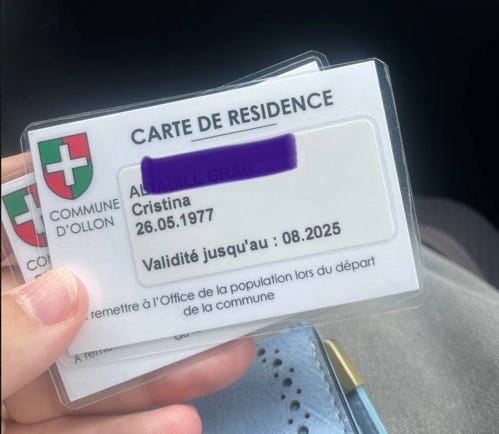 CARTE DE RESIDENCE
COMMUNE
D'OLLON
Cristina
26.05.1977
Validité jusqu'au : 08.2025
remettre à l'Office de la population lors du départ
de la commune